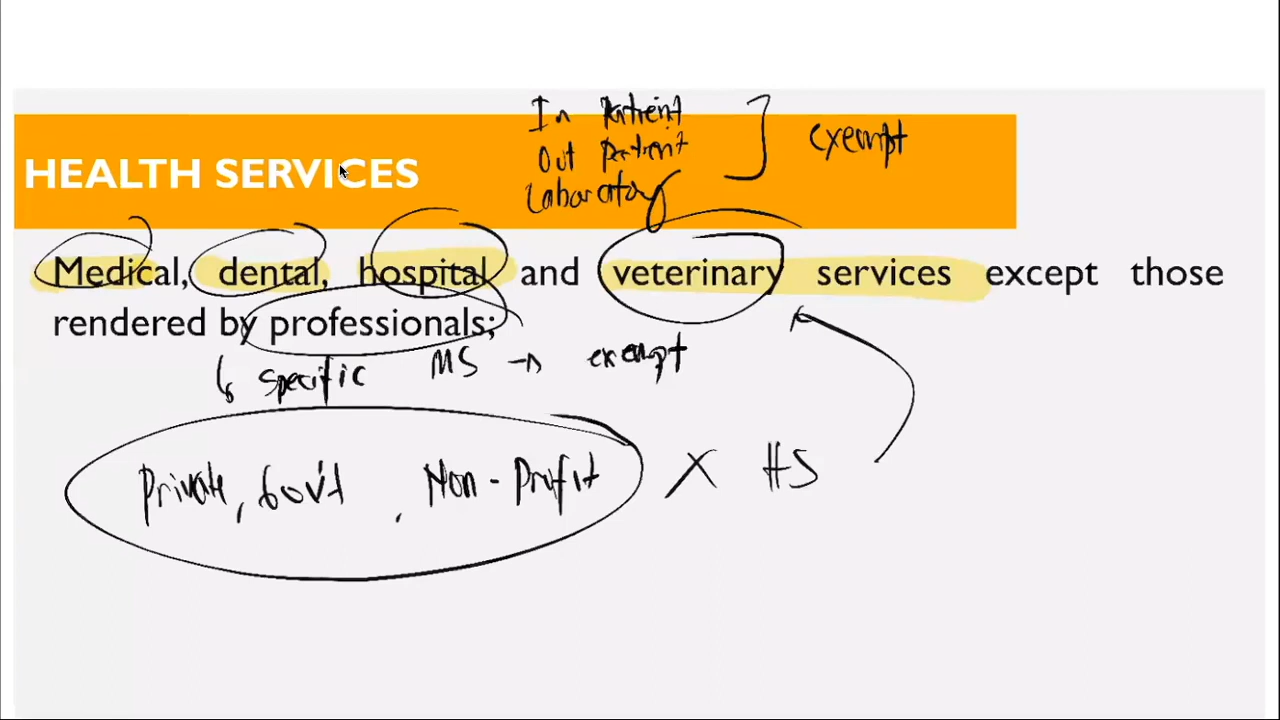 In Patient
Out Patient
Laboratory
exempt
HEALTH SERVICES
Medical, dental, hospital and veterinary services except those
rendered by professionals;
specific MS → exempt
Private, Gov't, Non-Profit X HS